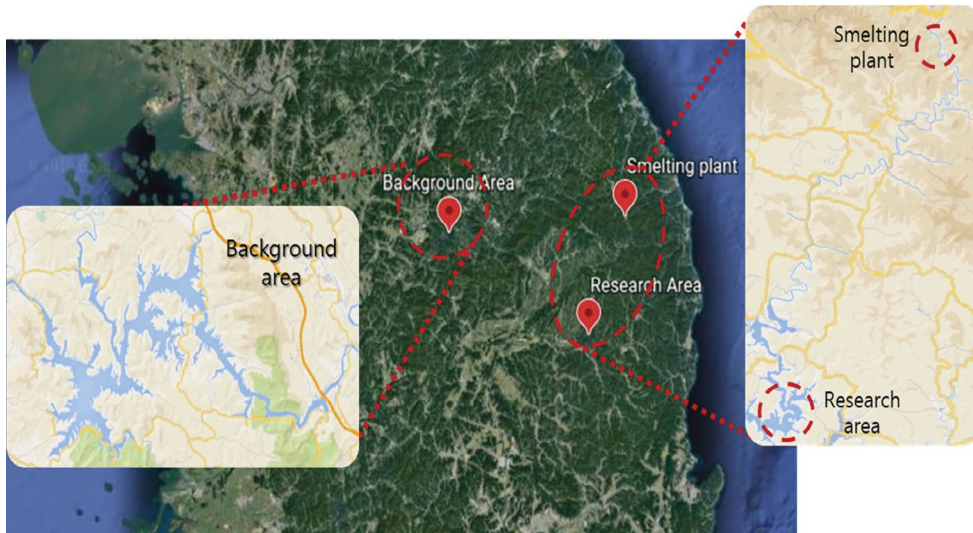 Smelting
plant
Smelting plant
Background Area
Background
area
Research Area
Research
area